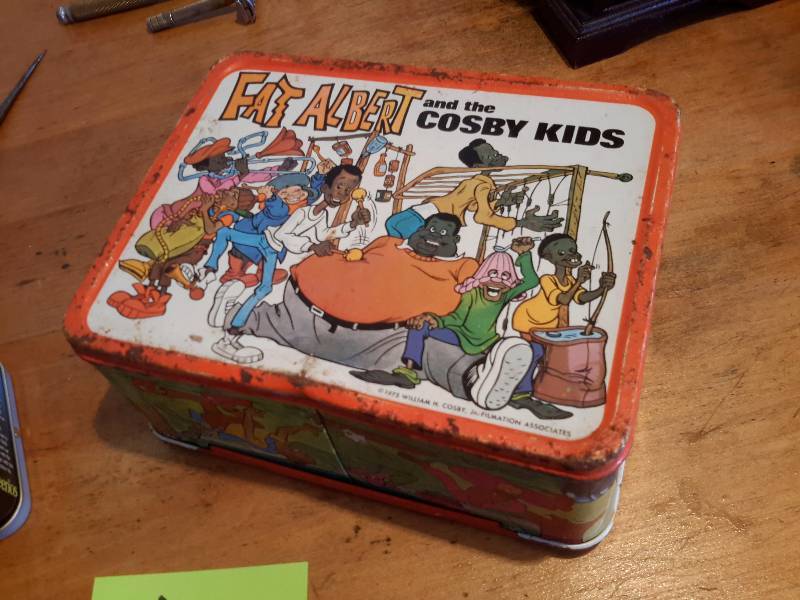 FAT ALBERT and the
COSBY KIDS
©1973 WILLIAM H. COSBY, Jr./FILMATION ASSOCIATES